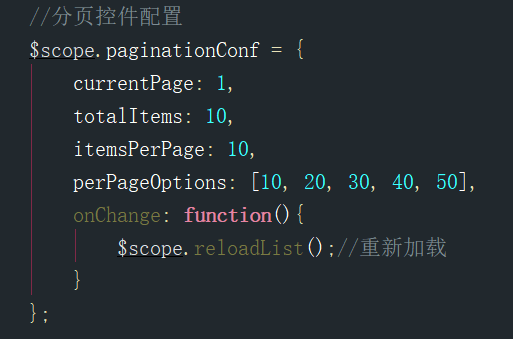 //分页控件配置
$scope.paginationConf = {
currentPage: 1,
totalItems: 10,
itemsPerPage: 10,
perPageOptions: [10, 20, 30, 40, 50],
onChange: function(){
$scope.reloadList();//重新加载
}
};